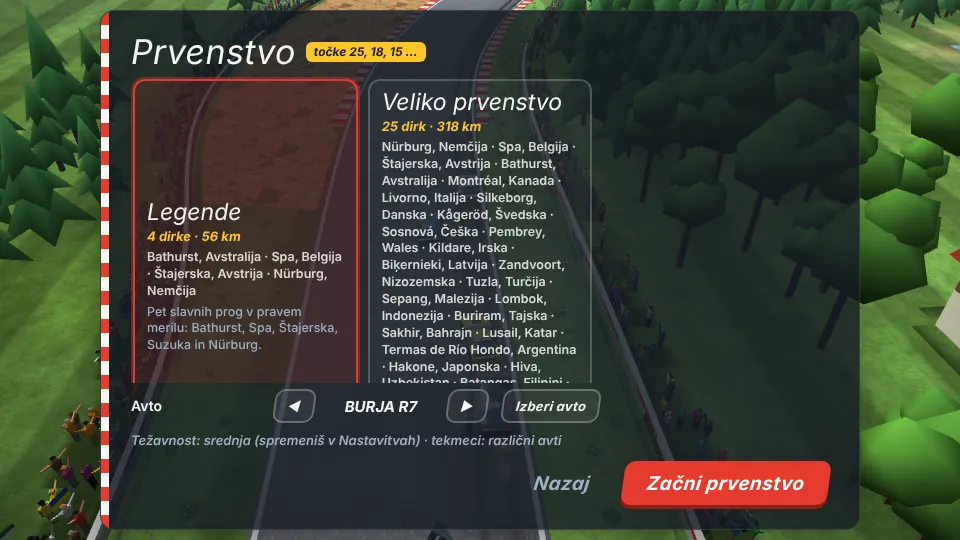 Prvenstvo
točke 25, 18, 15 ...
Legende
4 dirke · 56 km
Bathurst, Avstralija · Spa, Belgija
· Štajerska, Avstrija · Nürburg,
Nemčija
Pet slavnih prog v pravem
merilu: Bathurst, Spa, Štajerska,
Suzuka in Nürburg.
Veliko prvenstvo
25 dirk · 318 km
Nürburg, Nemčija · Spa, Belgija ·
Štajerska, Avstrija · Bathurst,
Avstralija · Montréal, Kanada ·
Livorno, Italija · Silkeborg,
Danska · Kågeröd, Švedska ·
Sosnová, Češka · Pembrey,
Wales · Kildare, Irska ·
Biķernieki, Latvija · Zandvoort,
Nizozemska · Tuzla, Turčija ·
Sepang, Malezija · Lombok,
Indonezija · Buriram, Tajska ·
Sakhir, Bahrajn · Lusail, Katar ·
Termas de Río Hondo, Argentina
· Hakone, Japonska · Hiva,
Uzbekistan · Batangas, Filipini ·
Avto
◀ BURJA R7 ▶ Izberi avto
Težavnost: srednja (spremeniš v Nastavitvah) · tekmeci: različni avti
Nazaj
Začni prvenstvo